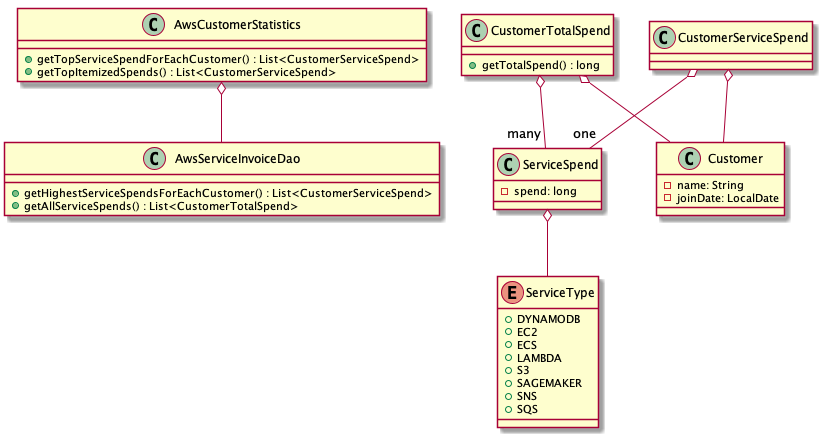 C AwsCustomerStatistics
getTopServiceSpendForEachCustomer() : List<CustomerServiceSpend>
getTopItemizedSpends() : List<CustomerServiceSpend>
C CustomerTotalSpend
getTotalSpend() : long
C CustomerServiceSpend
many
one
C AwsServiceInvoiceDao
getHighestServiceSpendsForEachCustomer() : List<CustomerServiceSpend>
getAllServiceSpends() : List<CustomerTotalSpend>
C ServiceSpend
spend: long
C Customer
name: String
joinDate: LocalDate
E ServiceType
DYNAMODB
EC2
ECS
LAMBDA
S3
SAGEMAKER
SNS
SQS